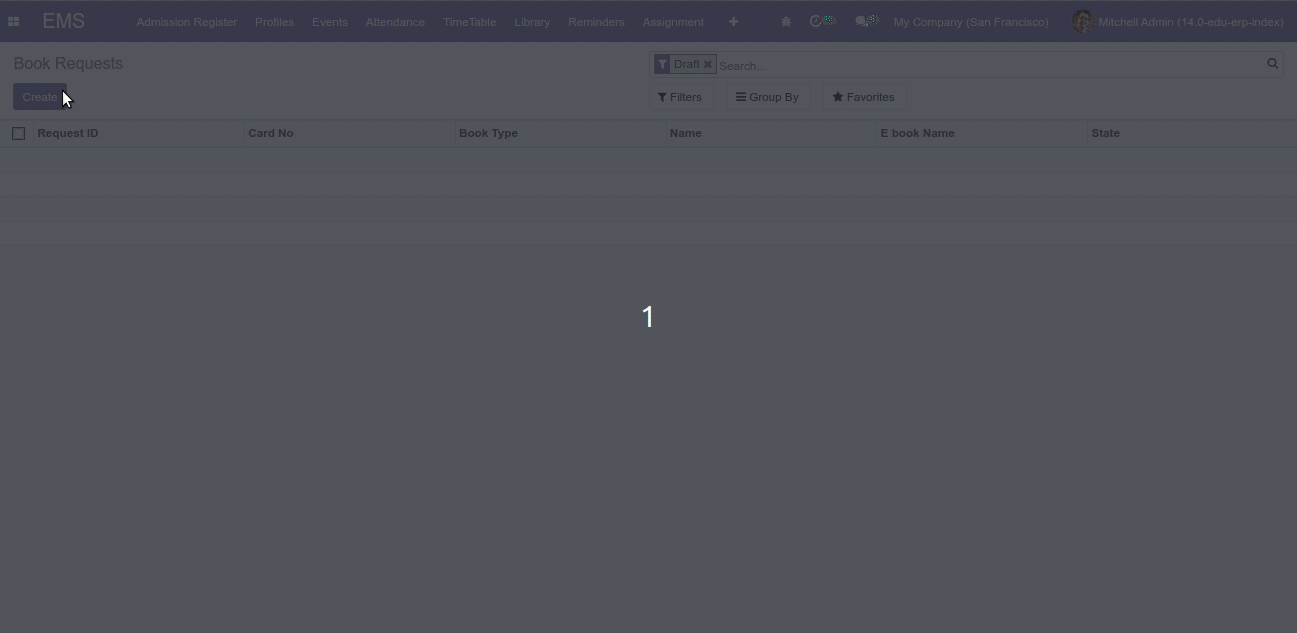 EMS Admission Register Profiles Events Attendance TimeTable Library Reminders Assignment My Company (San Francisco) Mitchell Admin (14.0-edu-erp-index)
Book Requests
Draft Search...
Create
Filters Group By Favorites
Request ID Card No Book Type Name E book Name State
1